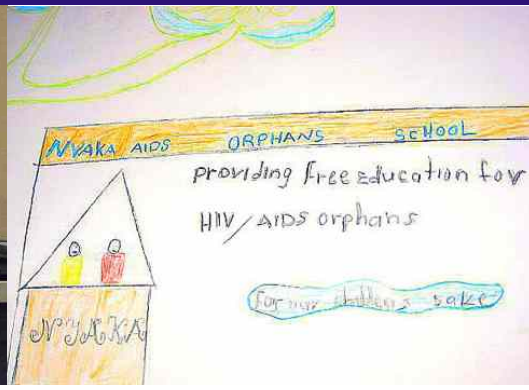 NYAKA AIDS ORPHANS SCHOOL
providing free education for
HIV/AIDS orphans
For our childrens sake
NYAKA